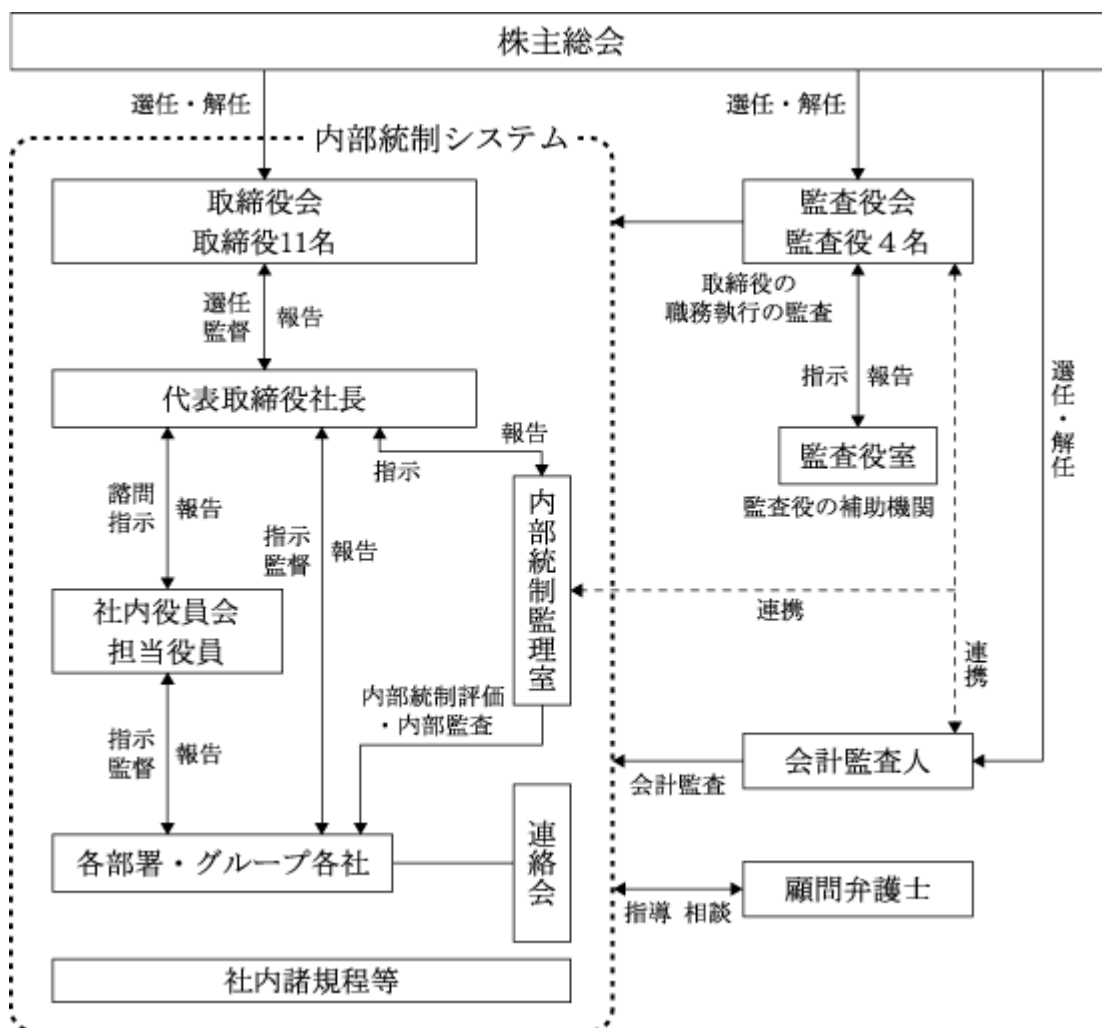 株主総会
選任・解任
選任・解任
内部統制システム
取締役会
取締役11名
監査役会
監査役４名
取締役の
職務執行の監査
選任
監督
報告
指示
報告
選任・解任
代表取締役社長
報告
指示
監査役室
監査役の補助機関
諮問
指示
報告
指示
監督
報告
内部統制監理室
連携
社内役員会
担当役員
連携
内部統制評価
・内部監査
指示
監督
報告
会計監査人
会計監査
連絡会
各部署・グループ各社
顧問弁護士
指導 相談
社内諸規程等